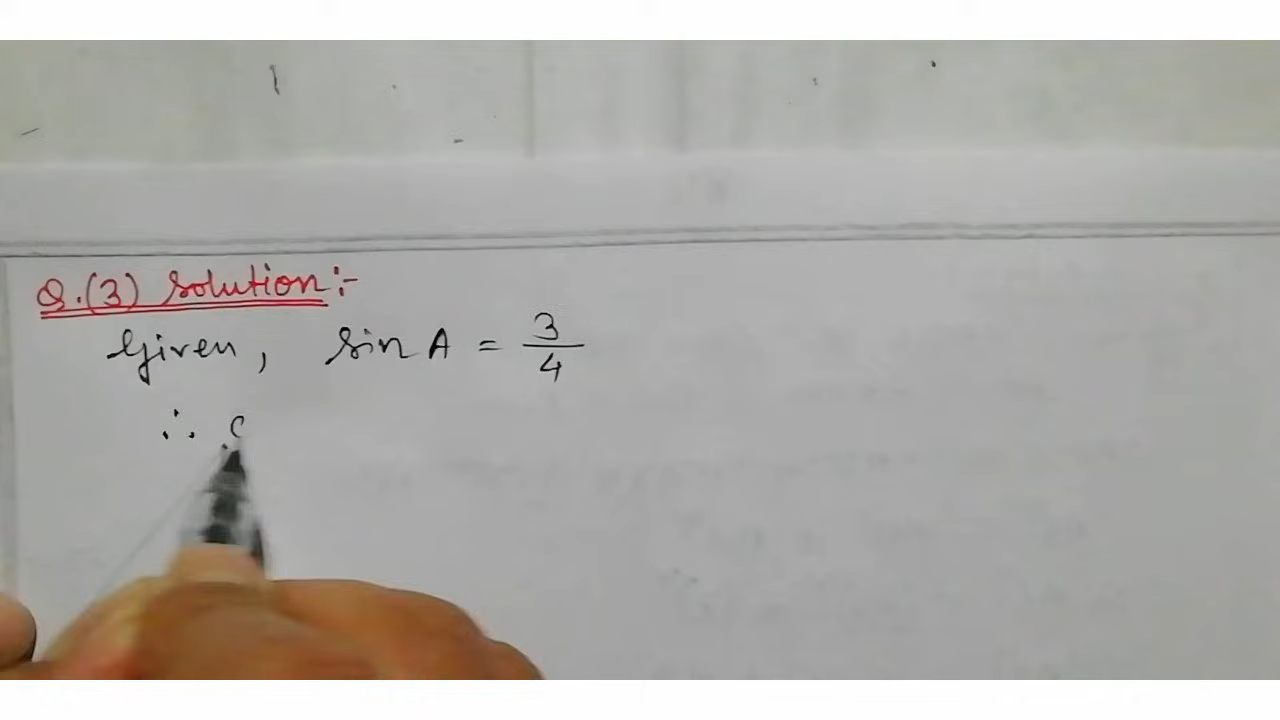 Q.(3) Solution:-
Given, sin A = 3/4
∴